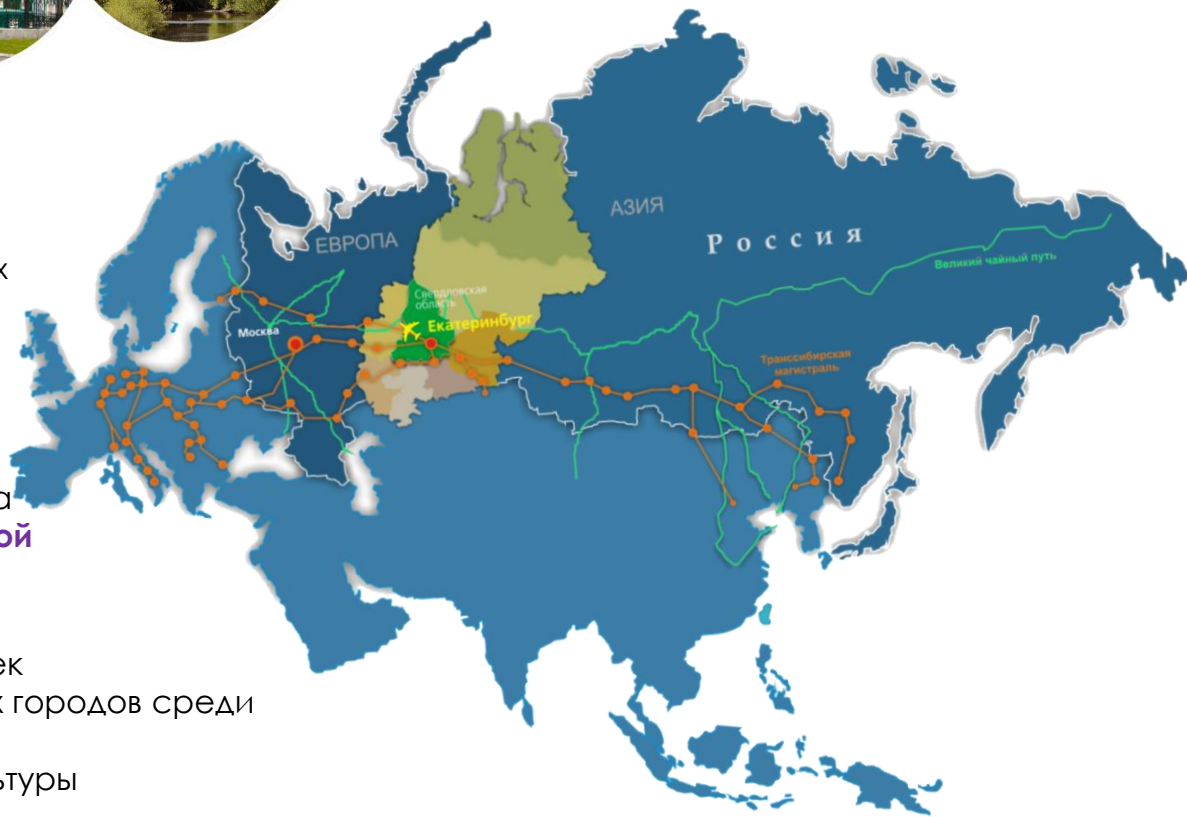 х
а
ой
ек
х городов среди
ьтуры
АЗИЯ
ЕВРОПА
Россия
Великий чайный путь
Свердловская
область
Екатеринбург
Москва
Транссибирская
магистраль